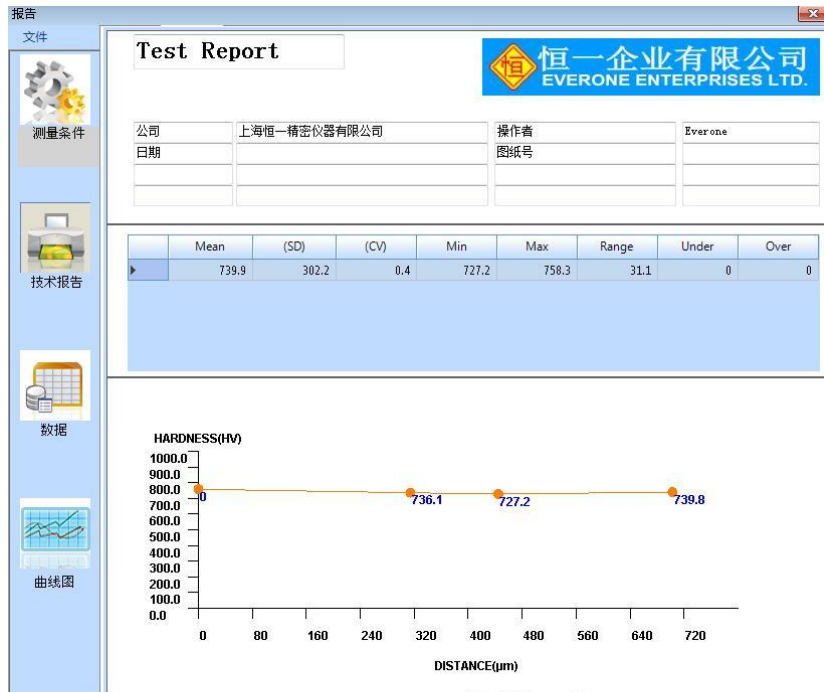 报告
文件
测量条件
技术报告
数据
曲线图
Test Report
恒
恒一企业有限公司
EVERONE ENTERPRISES LTD.
公司 上海恒一精密仪器有限公司 操作者 Everone
日期 图纸号
Mean (SD) (CV) Min Max Range Under Over
739.9 302.2 0.4 727.2 758.3 31.1 0 0
HARDNESS(HV)
1000.0
900.0
800.0
700.0
600.0
500.0
400.0
300.0
200.0
100.0
0.0
0 736.1 727.2 739.8
0 80 160 240 320 400 480 560 640 720
DISTANCE(μm)